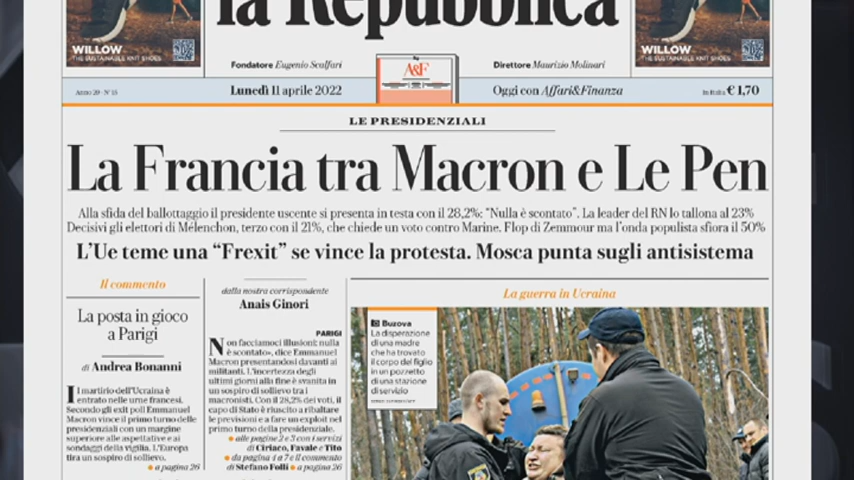 la Repubblica
WILLOW
THE SUSTAINABLE KNIT SHOES
WILLOW
THE SUSTAINABLE KNIT SHOES
Fondatore Eugenio Scalfari
A&F
Direttore Maurizio Molinari
Anno 29 - N° 15
Lunedì 11 aprile 2022
Oggi con Affari&Finanza
In Italia € 1,70
LE PRESIDENZIALI
La Francia tra Macron e Le Pen
Alla sfida del ballottaggio il presidente uscente si presenta in testa con il 28,2%: “Nulla è scontato”. La leader del RN lo tallona al 23%
Decisivi gli elettori di Mélenchon, terzo con il 21%, che chiede un voto contro Marine. Flop di Zemmour ma l’onda populista sfiora il 50%
L’Ue teme una “Frexit” se vince la protesta. Mosca punta sugli antisistema
Il commento
La posta in gioco
a Parigi
di Andrea Bonanni
Il martirio dell’Ucraina è
entrato nelle urne francesi.
Secondo gli exit poll Emmanuel
Macron vince il primo turno delle
presidenziali con un margine
superiore alle aspettative e ai
sondaggi della vigilia. L’Europa
tira un sospiro di sollievo.
a pagina 26
dalla nostra corrispondente
Anais Ginori
PARIGI
Non facciamoci illusioni: nulla
è scontato», dice Emmanuel
Macron presentandosi davanti ai
militanti. L’incertezza degli
ultimi giorni alla fine è svanita in
un sospiro di sollievo tra i
macronisti. Con il 28,2% dei voti, il
capo di Stato è riuscito a ribaltare
le previsioni e a fare un exploit nel
primo turno della presidenziale.
alle pagine 2 e 3 con i servizi
di Ciriaco, Favale e Tito
da pagina 4 a 7 e il commento
di Stefano Folli a pagina 26
La guerra in Ucraina
Buzova
La disperazione
di una madre
che ha trovato
il corpo del figlio
in un pozzetto
di una stazione
di servizio